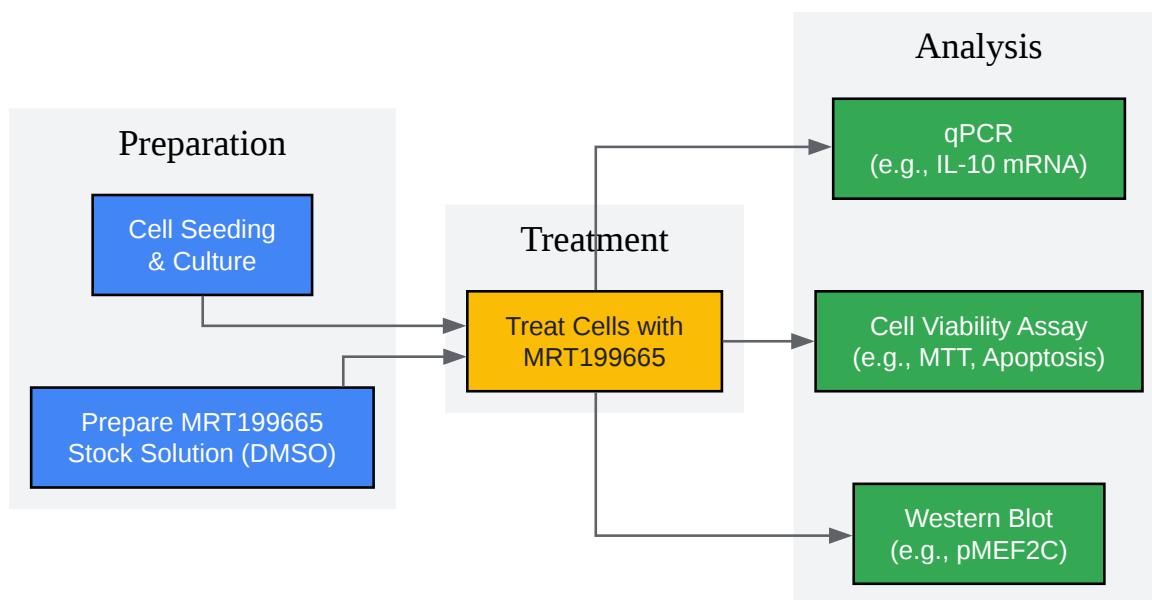 Preparation
Cell Seeding
& Culture
Prepare MRT199665
Stock Solution (DMSO)
Treatment
Treat Cells with
MRT199665
Analysis
qPCR
(e.g., IL-10 mRNA)
Cell Viability Assay
(e.g., MTT, Apoptosis)
Western Blot
(e.g., pMEF2C)